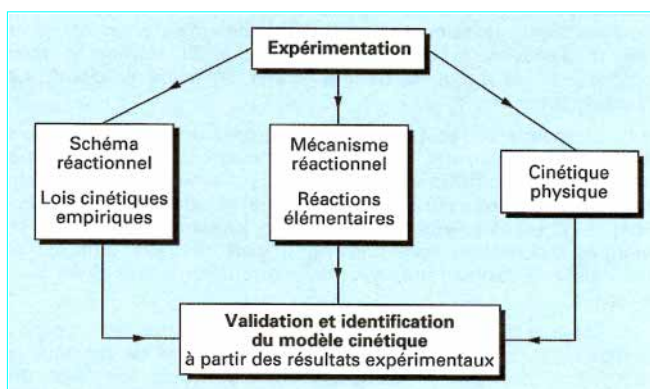 Expérimentation
Schéma
réactionnel
Lois cinétiques
empiriques
Mécanisme
réactionnel
Réactions
élémentaires
Cinétique
physique
Validation et identification
du modèle cinétique
à partir des résultats expérimentaux